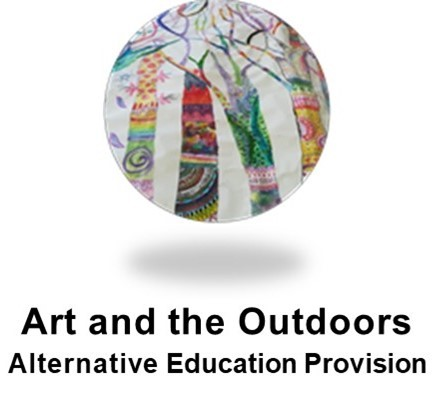 Art and the Outdoors
Alternative Education Provision